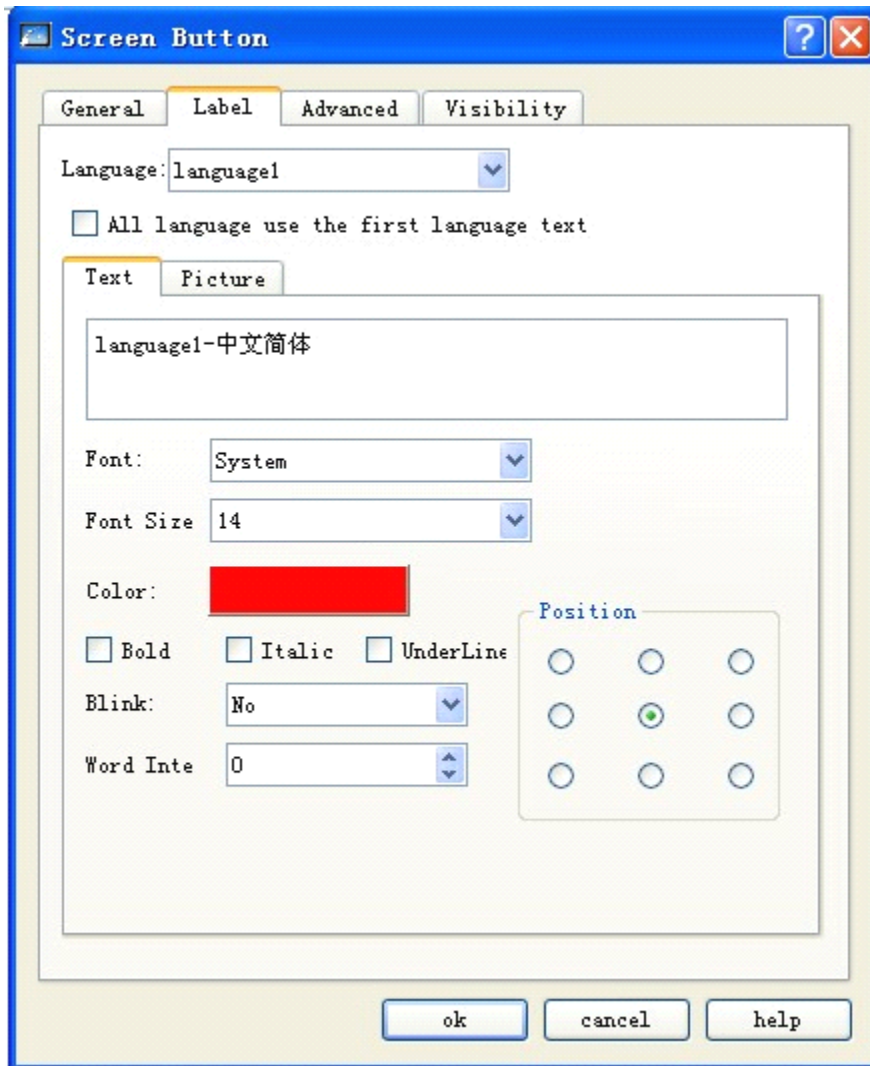 Screen Button
General Label Advanced Visibility
Language: language1
All language use the first language text
Text Picture
language1-中文简体
Font: System
Font Size 14
Color:
Position
Bold Italic UnderLine
Blink: No
Word Inte 0
ok cancel help